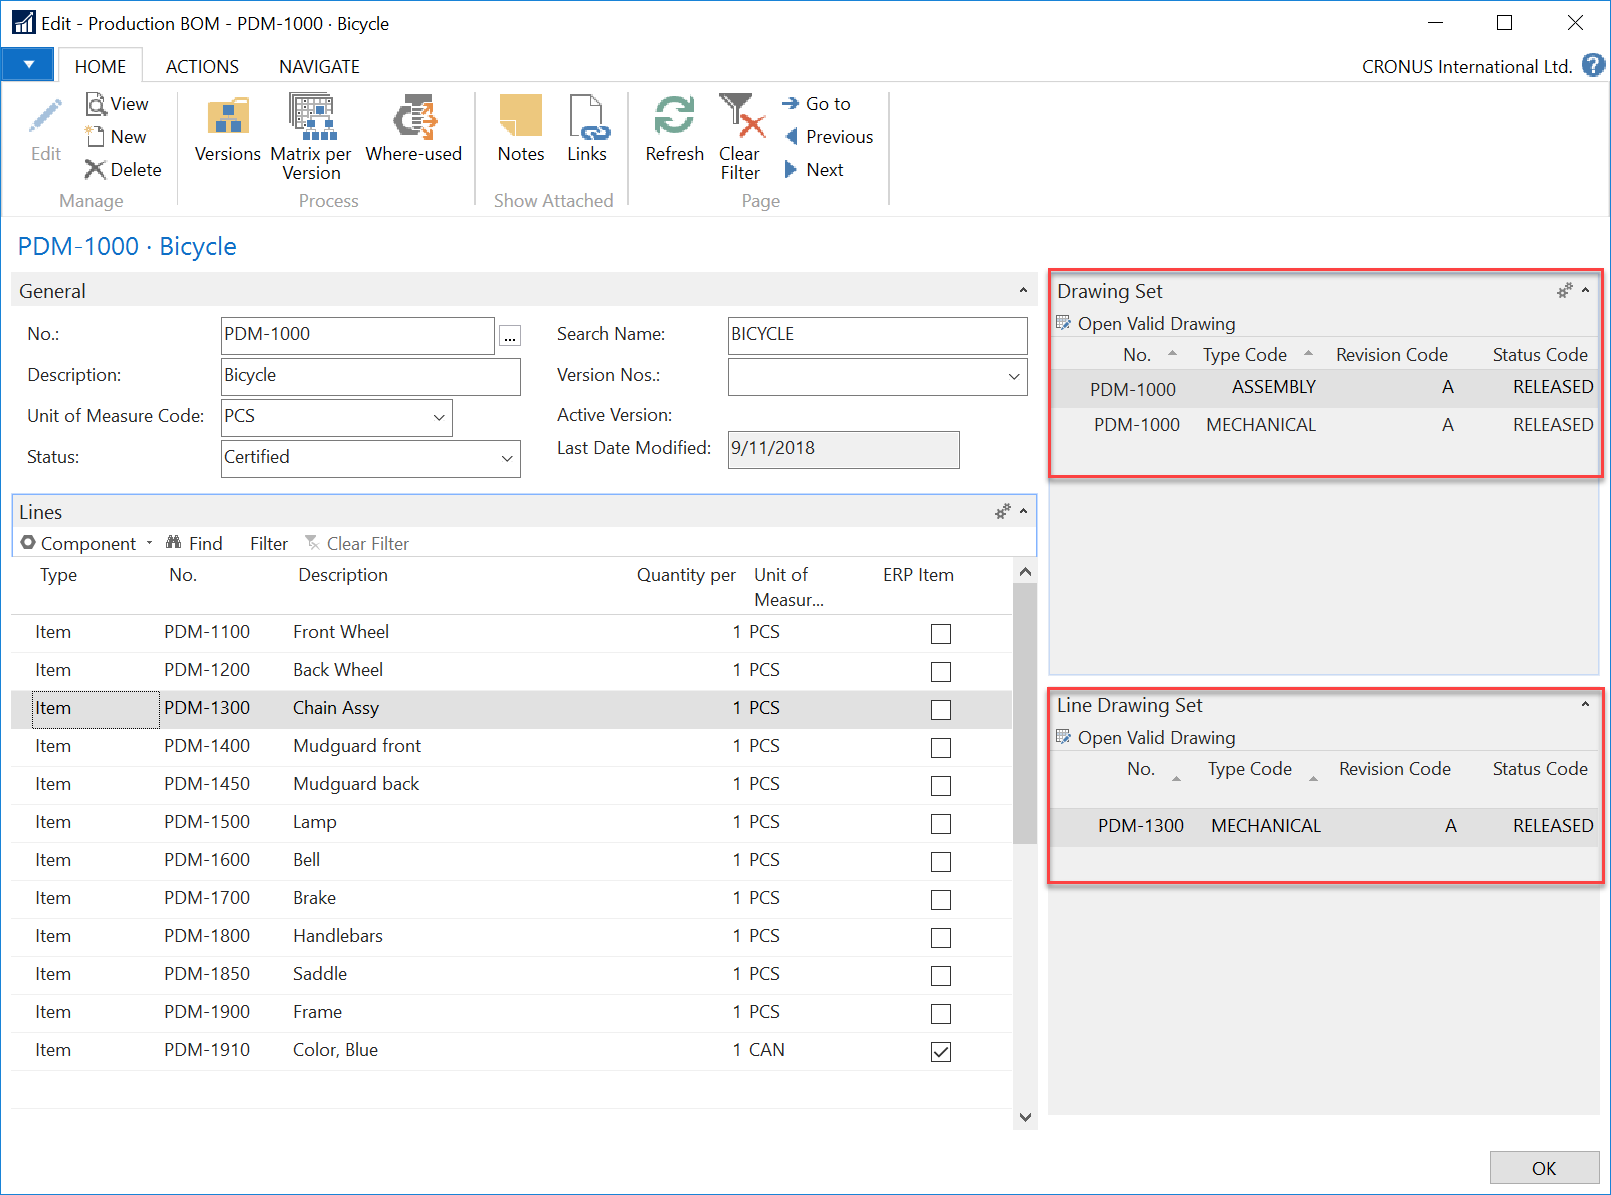 Edit - Production BOM - PDM-1000 · Bicycle
HOME ACTIONS NAVIGATE CRONUS International Ltd. ?
Edit
View
New
Delete
Manage
Versions
Matrix per
Version
Where-used
Process
Notes
Links
Show Attached
Refresh
Clear
Filter
Go to
Previous
Next
Page
PDM-1000 · Bicycle
General
No.: PDM-1000 ...
Description: Bicycle
Unit of Measure Code: PCS
Status: Certified
Search Name: BICYCLE
Version Nos.:
Active Version:
Last Date Modified: 9/11/2018
Lines
Component Find Filter Clear Filter
Type No. Description Quantity per Unit of
Measur... ERP Item
Item PDM-1100 Front Wheel 1 PCS
Item PDM-1200 Back Wheel 1 PCS
Item PDM-1300 Chain Assy 1 PCS
Item PDM-1400 Mudguard front 1 PCS
Item PDM-1450 Mudguard back 1 PCS
Item PDM-1500 Lamp 1 PCS
Item PDM-1600 Bell 1 PCS
Item PDM-1700 Brake 1 PCS
Item PDM-1800 Handlebars 1 PCS
Item PDM-1850 Saddle 1 PCS
Item PDM-1900 Frame 1 PCS
Item PDM-1910 Color, Blue 1 CAN
Drawing Set
Open Valid Drawing
No. Type Code Revision Code Status Code
PDM-1000 ASSEMBLY A RELEASED
PDM-1000 MECHANICAL A RELEASED
Line Drawing Set
Open Valid Drawing
No. Type Code Revision Code Status Code
PDM-1300 MECHANICAL A RELEASED
OK